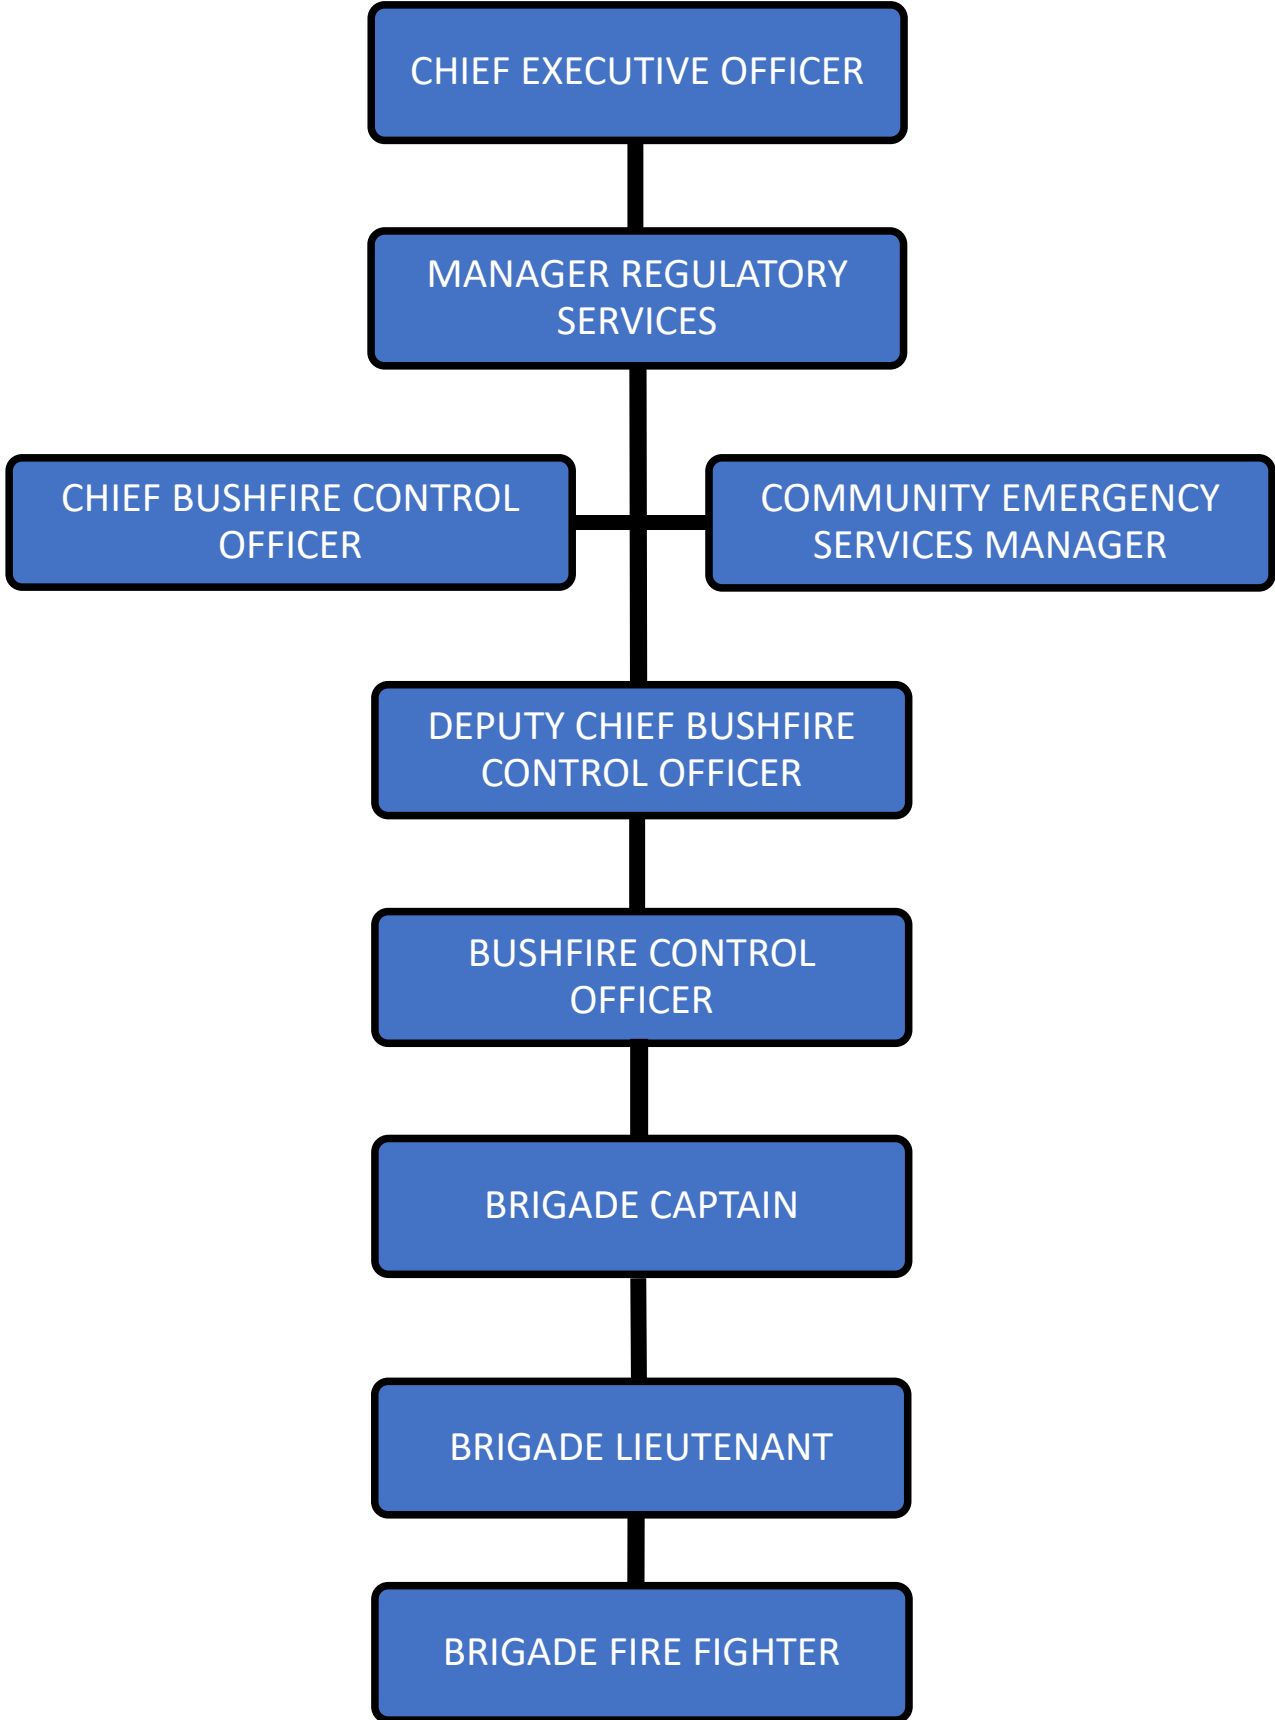 CHIEF EXECUTIVE OFFICER
MANAGER REGULATORY
SERVICES
CHIEF BUSHFIRE CONTROL
OFFICER
COMMUNITY EMERGENCY
SERVICES MANAGER
DEPUTY CHIEF BUSHFIRE
CONTROL OFFICER
BUSHFIRE CONTROL
OFFICER
BRIGADE CAPTAIN
BRIGADE LIEUTENANT
BRIGADE FIRE FIGHTER